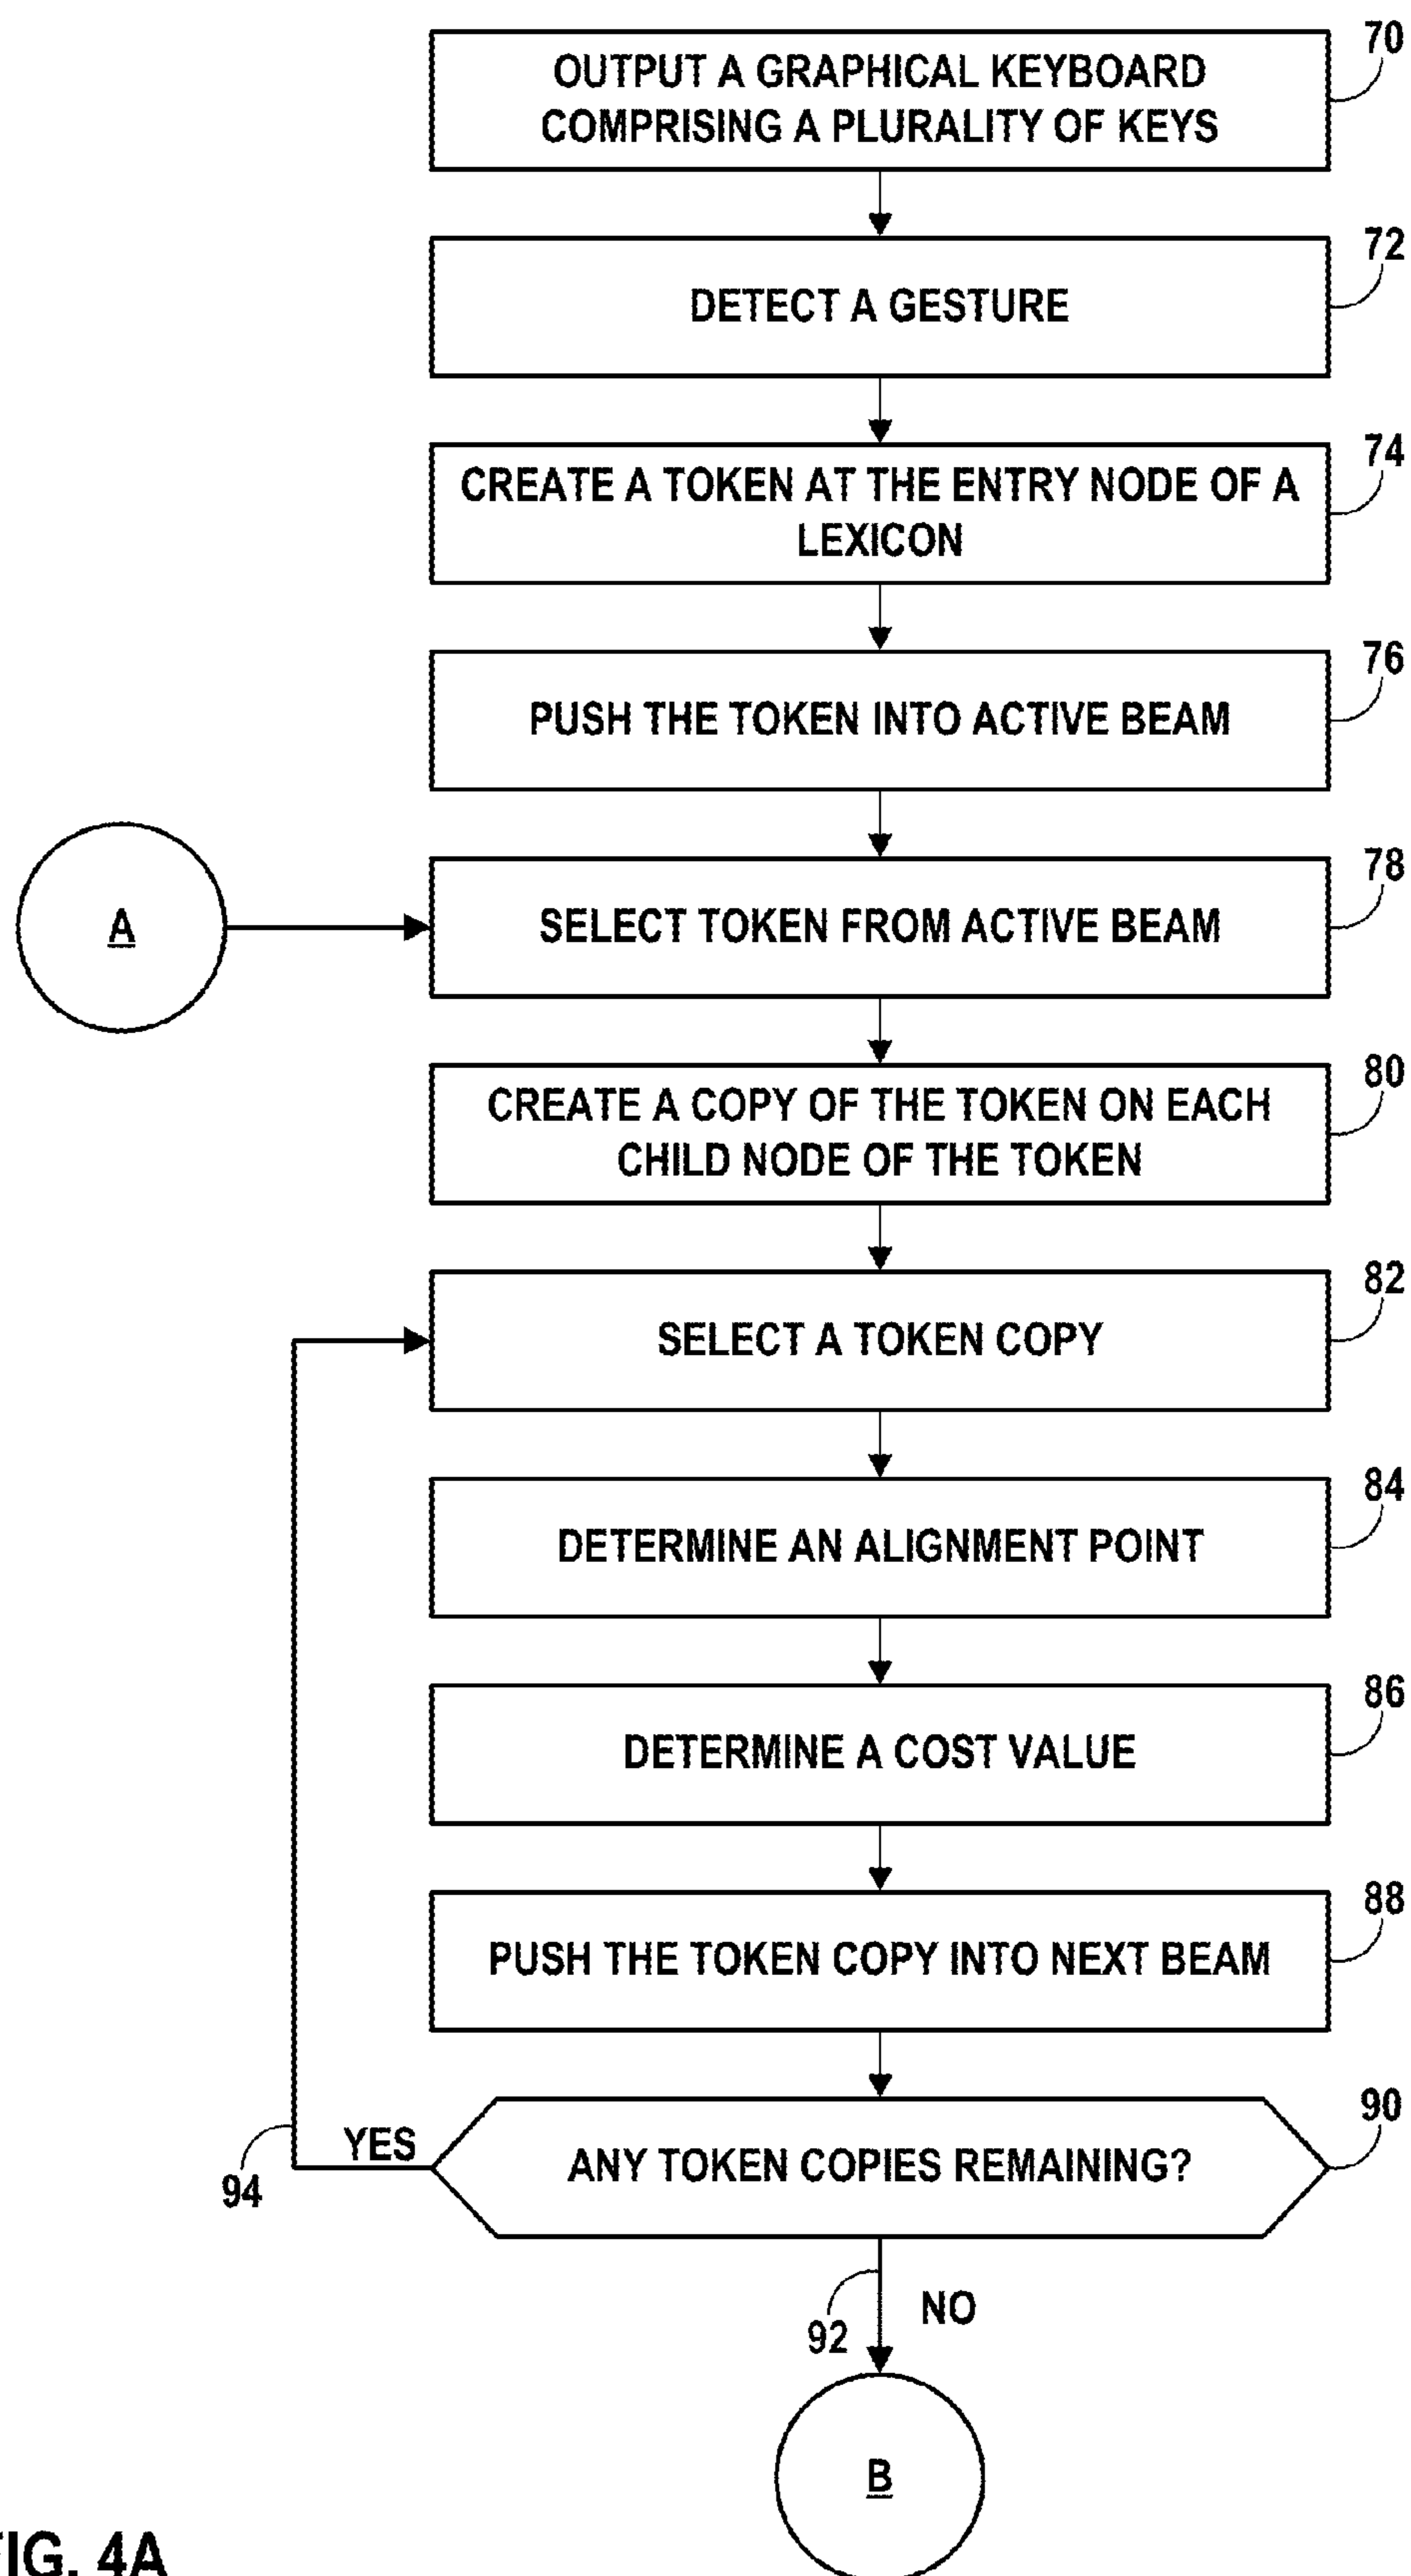 70
OUTPUT A GRAPHICAL KEYBOARD
COMPRISING A PLURALITY OF KEYS
72
DETECT A GESTURE
74
CREATE A TOKEN AT THE ENTRY NODE OF A
LEXICON
76
PUSH THE TOKEN INTO ACTIVE BEAM
78
A
SELECT TOKEN FROM ACTIVE BEAM
80
CREATE A COPY OF THE TOKEN ON EACH
CHILD NODE OF THE TOKEN
82
SELECT A TOKEN COPY
84
DETERMINE AN ALIGNMENT POINT
86
DETERMINE A COST VALUE
88
PUSH THE TOKEN COPY INTO NEXT BEAM
90
YES
ANY TOKEN COPIES REMAINING?
94
NO
92
B
FIG. 4A